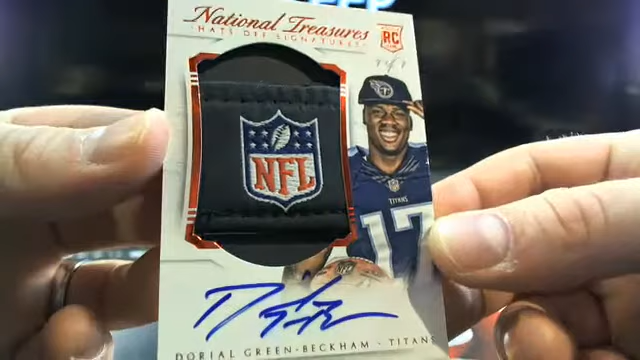 National Treasures
HATS OFF SIGNATURES
RC
NFL
TITANS
17
DORIAL GREEN-BECKHAM - TITANS